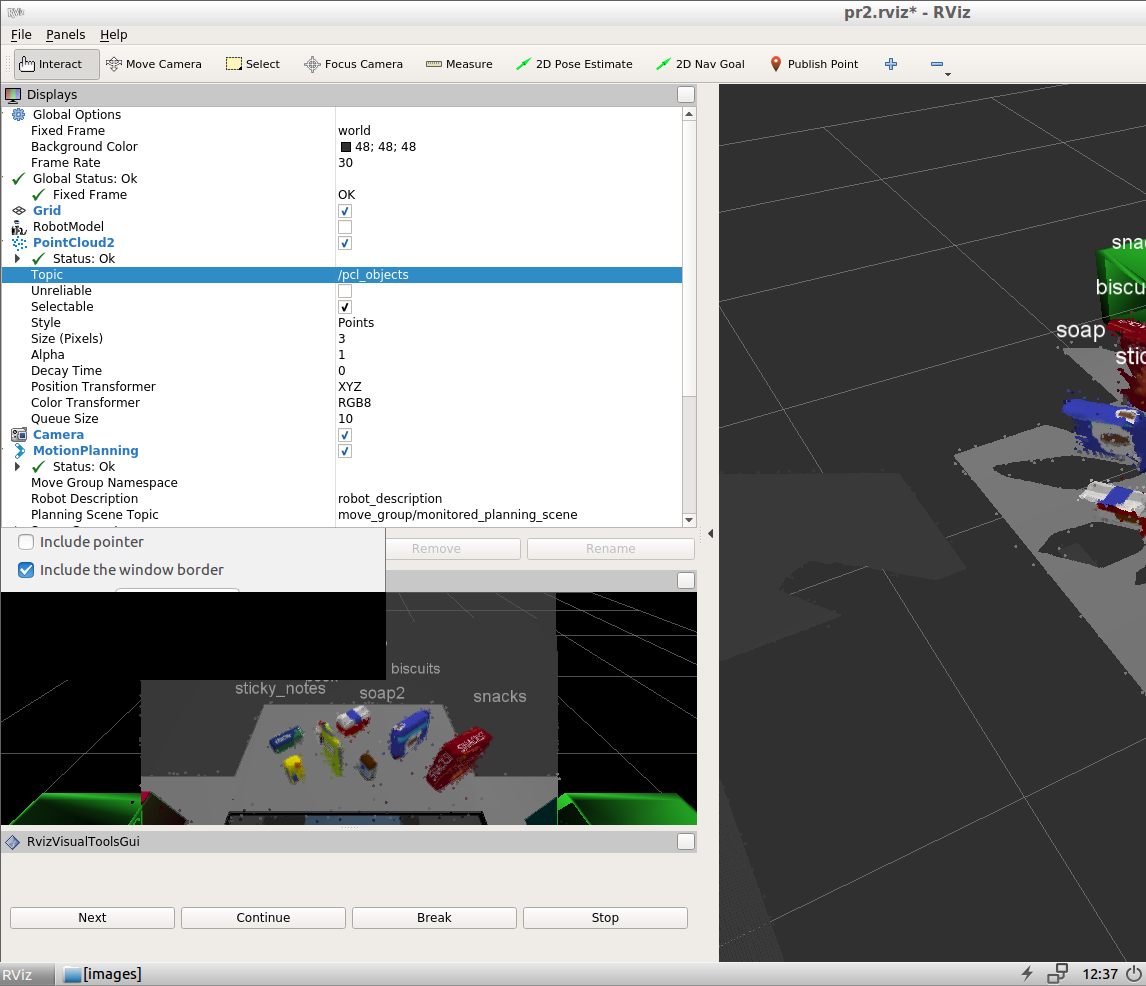 RViz
pr2.rviz* - RViz
File Panels Help
Interact Move Camera Select Focus Camera Measure 2D Pose Estimate 2D Nav Goal Publish Point
Displays
Global Options
Fixed Frame world
Background Color 48; 48; 48
Frame Rate 30
Global Status: Ok
Fixed Frame OK
Grid
RobotModel
PointCloud2
Status: Ok
Topic /pcl_objects
Unreliable
Selectable
Style Points
Size (Pixels) 3
Alpha 1
Decay Time 0
Position Transformer XYZ
Color Transformer RGB8
Queue Size 10
Camera
MotionPlanning
Status: Ok
Move Group Namespace
Robot Description robot_description
Planning Scene Topic move_group/monitored_planning_scene
Include pointer
Remove Rename
Include the window border
biscuits
sticky_notes soap2 snacks
SNACKS
RvizVisualToolsGui
Next Continue Break Stop
snac
biscu
soap
stic
RViz [images] 12:37